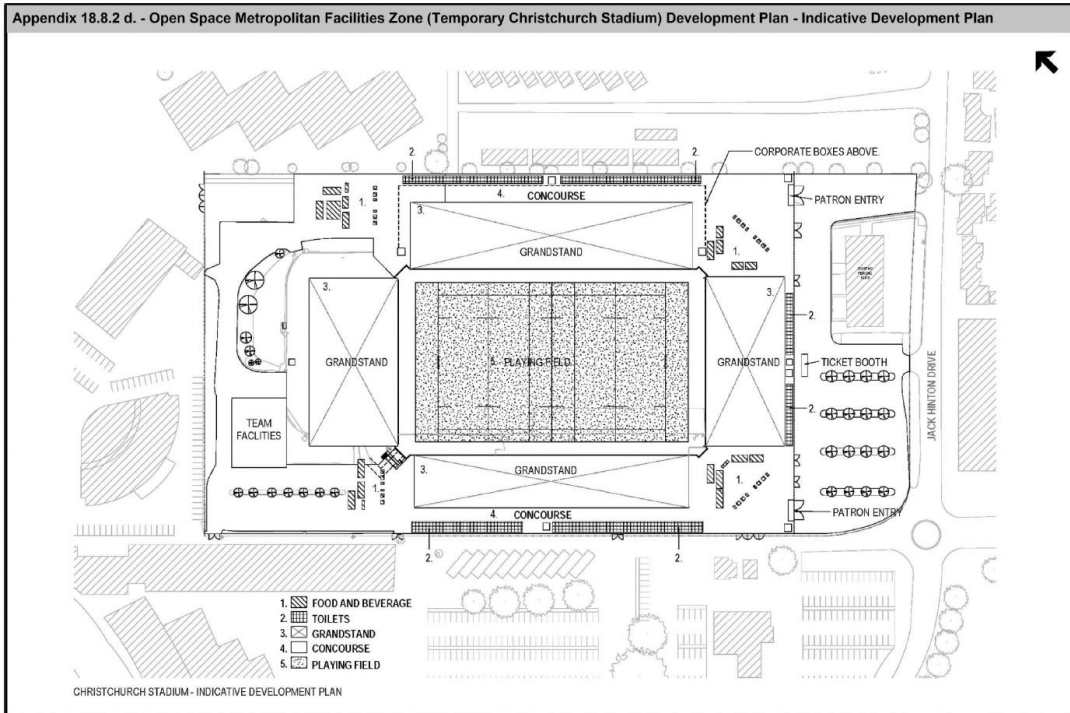 Appendix 18.8.2 d. - Open Space Metropolitan Facilities Zone (Temporary Christchurch Stadium) Development Plan - Indicative Development Plan
2.
2.
CORPORATE BOXES ABOVE.
4.
CONCOURSE
PATRON ENTRY
1.
3.
GRANDSTAND
1.
3.
3.
2.
GRANDSTAND
5. PLAYING FIELD
GRANDSTAND
TICKET BOOTH
JACK HINTON DRIVE
2.
TEAM
FACLITIES
3.
GRANDSTAND
1.
1.
4.
CONCOURSE
PATRON ENTRY
2.
2.
1. FOOD AND BEVERAGE
2. TOILETS
3. GRANDSTAND
4. CONCOURSE
5. PLAYING FIELD
CHRISTCHURCH STADIUM - INDICATIVE DEVELOPMENT PLAN